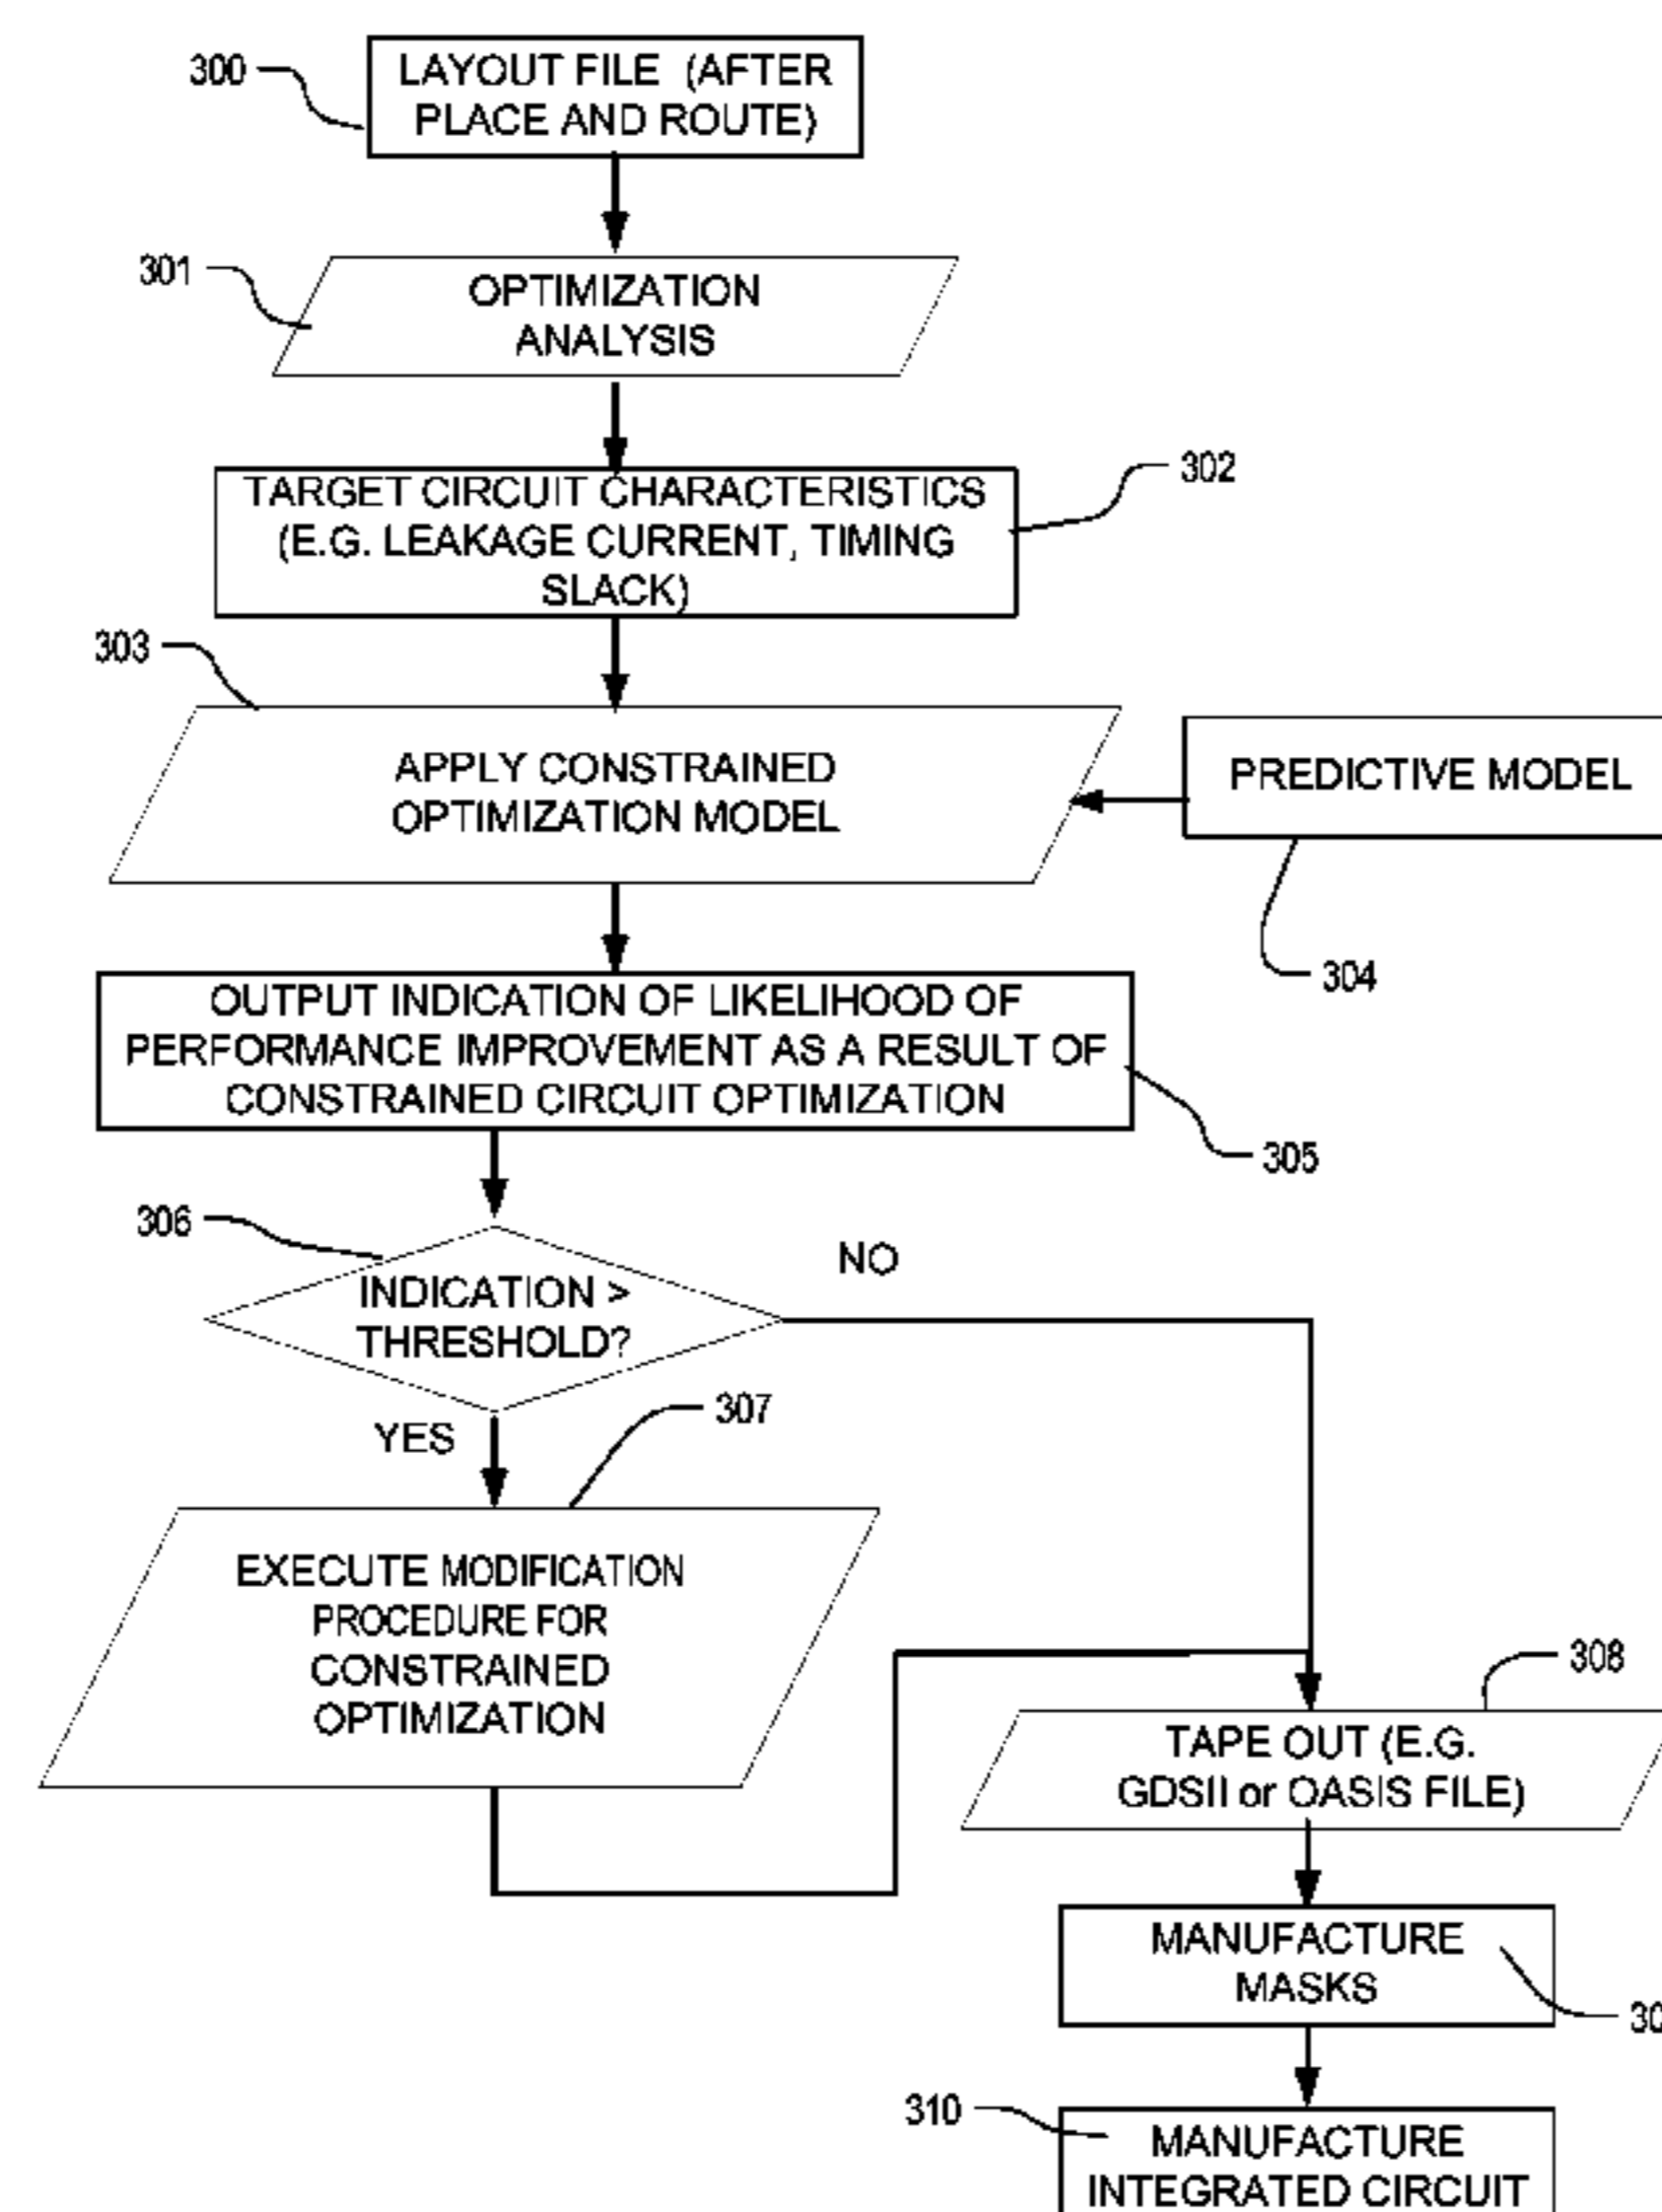 300
LAYOUT FILE (AFTER
PLACE AND ROUTE)
301
OPTIMIZATION
ANALYSIS
302
TARGET CIRCUIT CHARACTERISTICS
(E.G. LEAKAGE CURRENT, TIMING
SLACK)
303
APPLY CONSTRAINED
OPTIMIZATION MODEL
PREDICTIVE MODEL
304
OUTPUT INDICATION OF LIKELIHOOD OF
PERFORMANCE IMPROVEMENT AS A RESULT OF
CONSTRAINED CIRCUIT OPTIMIZATION
305
306
INDICATION >
THRESHOLD?
NO
YES
307
EXECUTE MODIFICATION
PROCEDURE FOR
CONSTRAINED
OPTIMIZATION
308
TAPE OUT (E.G.
GDSII or OASIS FILE)
MANUFACTURE
MASKS
310
MANUFACTURE
INTEGRATED CIRCUIT